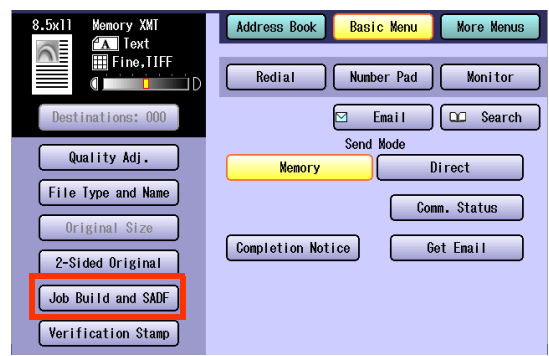 8.5x11 Memory XMT
A Text
Fine,TIFF
D
Destinations: 000
Quality Adj.
File Type and Name
Original Size
2-Sided Original
Job Build and SADF
Verification Stamp
Address Book Basic Menu More Menus
Redial Number Pad Monitor
Email Search
Send Mode
Memory Direct
Comm. Status
Completion Notice Get Email